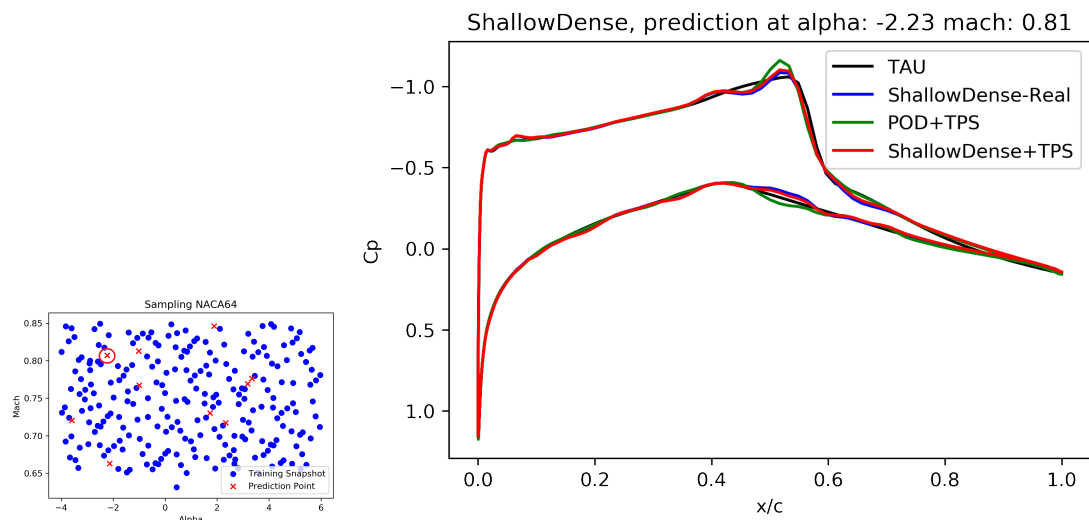 ShallowDense, prediction at alpha: -2.23 mach: 0.81
−1.0
−0.5
0.0
0.5
1.0
Cp
TAU
ShallowDense-Real
POD+TPS
ShallowDense+TPS
0.0 0.2 0.4 0.6 0.8 1.0
x/c
Sampling NACA64
0.85
0.80
0.75
0.70
0.65
Mach
Training Snapshot
Prediction Point
−4 −2 0 2 4 6
Alpha